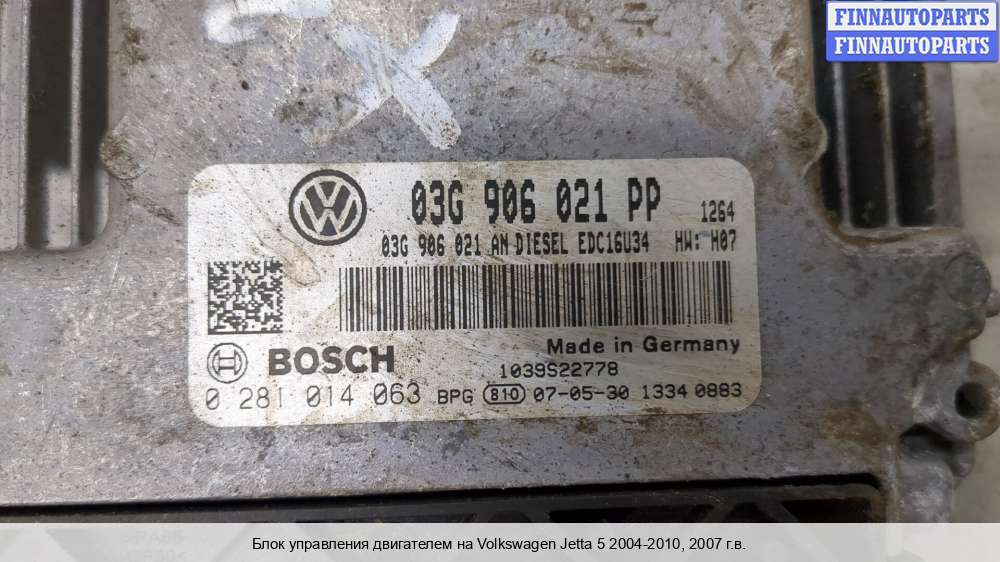 FINNAUTOPARTS
FINNAUTOPARTS
X
03G 906 021 PP 1264
03G 906 021 AN DIESEL EDC16U34 HW: H07
Made in Germany
BOSCH
1039S22778
0 281 014 063 BPG 810 07-05-30 1334 0883
Блок управления двигателем на Volkswagen Jetta 5 2004-2010, 2007 г.в.